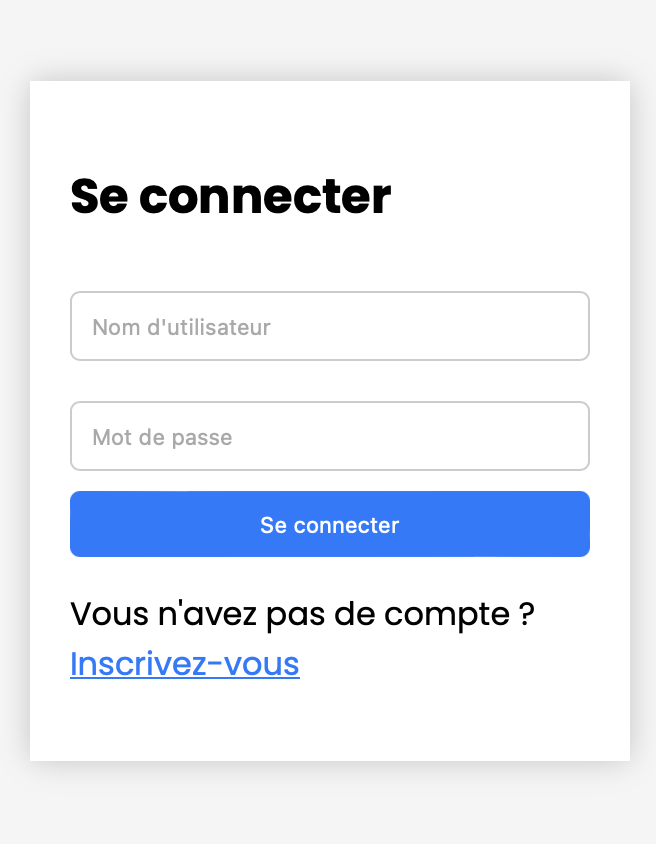 Se connecter
Nom d'utilisateur
Mot de passe
Se connecter
Vous n'avez pas de compte ?
Inscrivez-vous